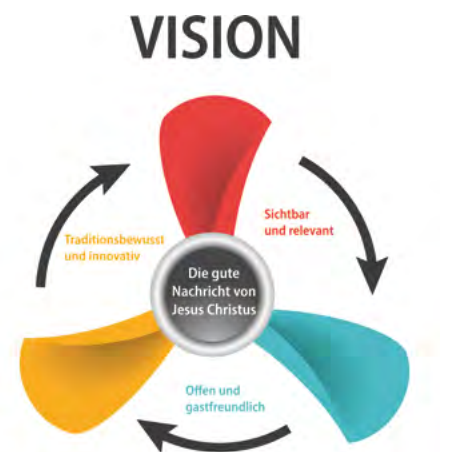 VISION
Sichtbar
und relevant
Traditionsbewusst
und innovativ
Die gute
Nachricht von
Jesus Christus
Offen und
gastfreundlich